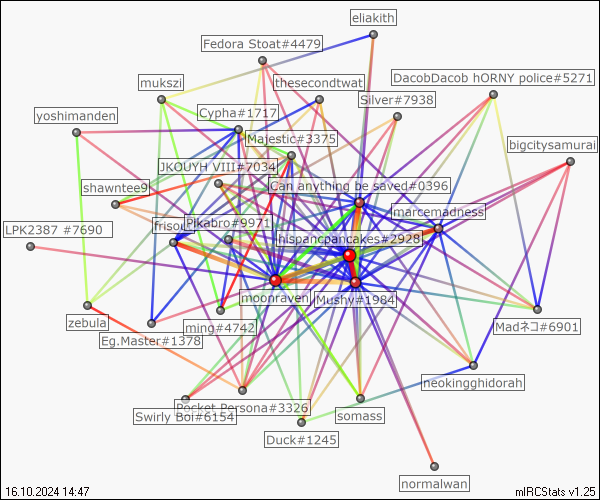 eliakith
Fedora Stoat#4479
mukszi
thesecondtwat
DacobDacob hORNY police#5271
Silver#7938
yoshimanden
Cypha#1717
Majestic#3375
bigcitysamurai
JKOUYH VIII#7034
shawntee9
Can anything be saved#0396
marcemadness
LPK2387 #7690
Pikabro#9971
hispancpancakes#2928
moonraven
Mushy#1984
zebula
ming#4742
Madネコ#6901
Eg.Master#1378
neokingghidorah
Pocket Persona#3326
Swirly Boi#6154
somass
Duck#1245
normalwan
16.10.2024 14:47
mIRCStats v1.25